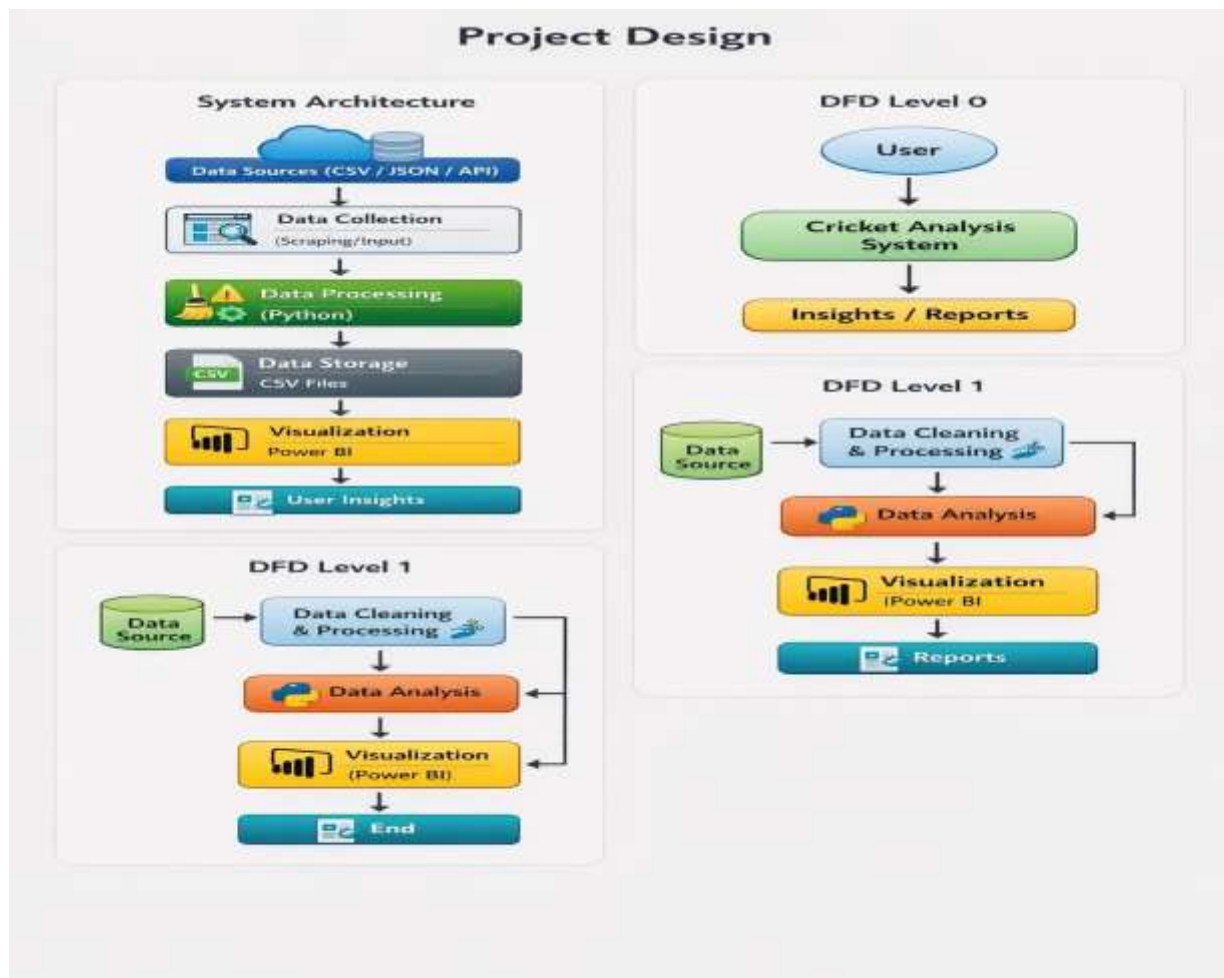 Project Design
System Architecture
Data Sources (CSV / JSON / API)
Data Collection
(Scraping/Input)
Data Processing
(Python)
CSV
Data Storage
CSV Files
Visualization
Power BI
User Insights
DFD Level 0
User
Cricket Analysis
System
Insights / Reports
DFD Level 1
Data
Source
Data Cleaning
& Processing
Data Analysis
Visualization
(Power BI
Reports
DFD Level 1
Data
Source
Data Cleaning
& Processing
Data Analysis
Visualization
(Power BI)
End